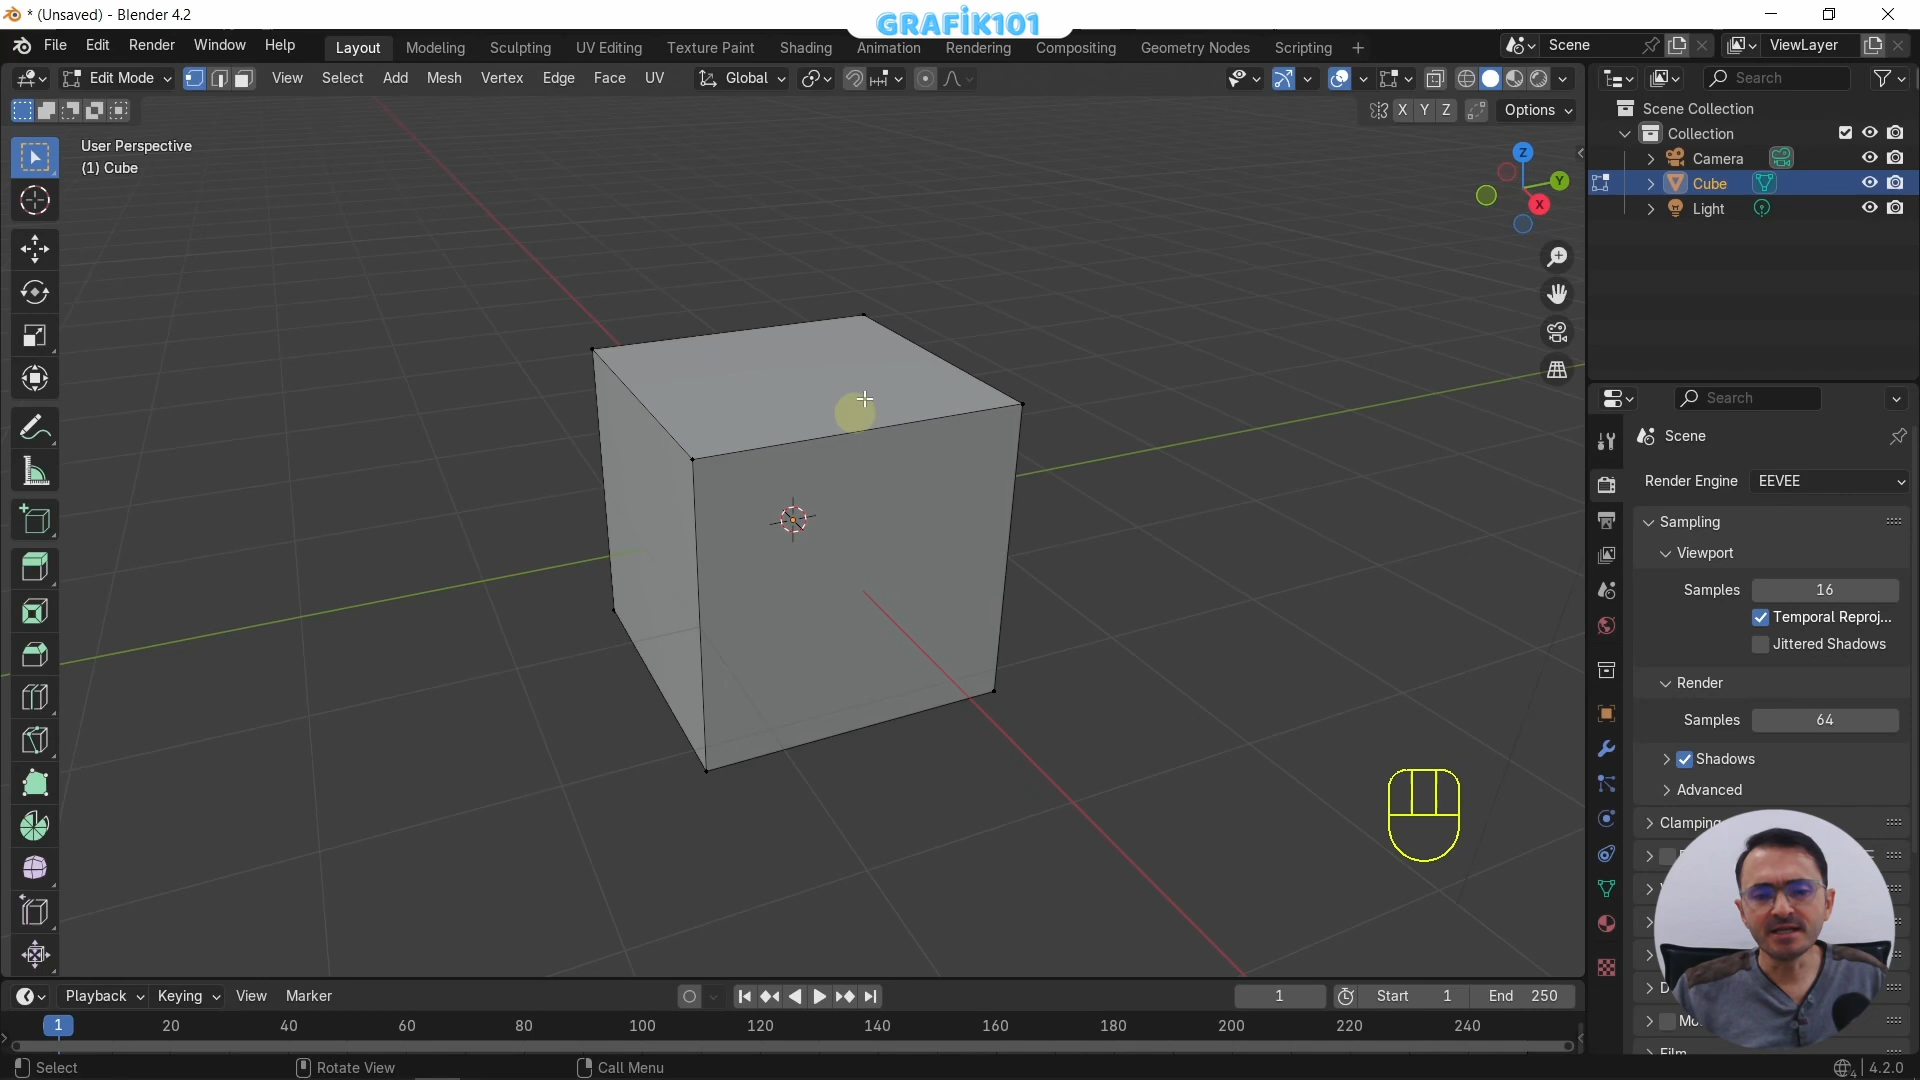 * (Unsaved) - Blender 4.2
GRAFİK101
File Edit Render Window Help
Layout Modeling Sculpting UV Editing Texture Paint Shading Animation Rendering Compositing Geometry Nodes Scripting +
Scene
ViewLayer
Edit Mode
View Select Add Mesh Vertex Edge Face UV
Global
Search
X Y Z
Options
User Perspective
(1) Cube
Z
Y
X
Scene Collection
Collection
Camera
Cube
Light
Search
Scene
Render Engine EEVEE
Sampling
Viewport
Samples 16
Temporal Reproj...
Jittered Shadows
Render
Samples 64
Shadows
Advanced
Clamping
Playback Keying View Marker
1
Start 1
End 250
1 20 40 60 80 100 120 140 160 180 200 220 240
Select
Rotate View
Call Menu
4.2.0